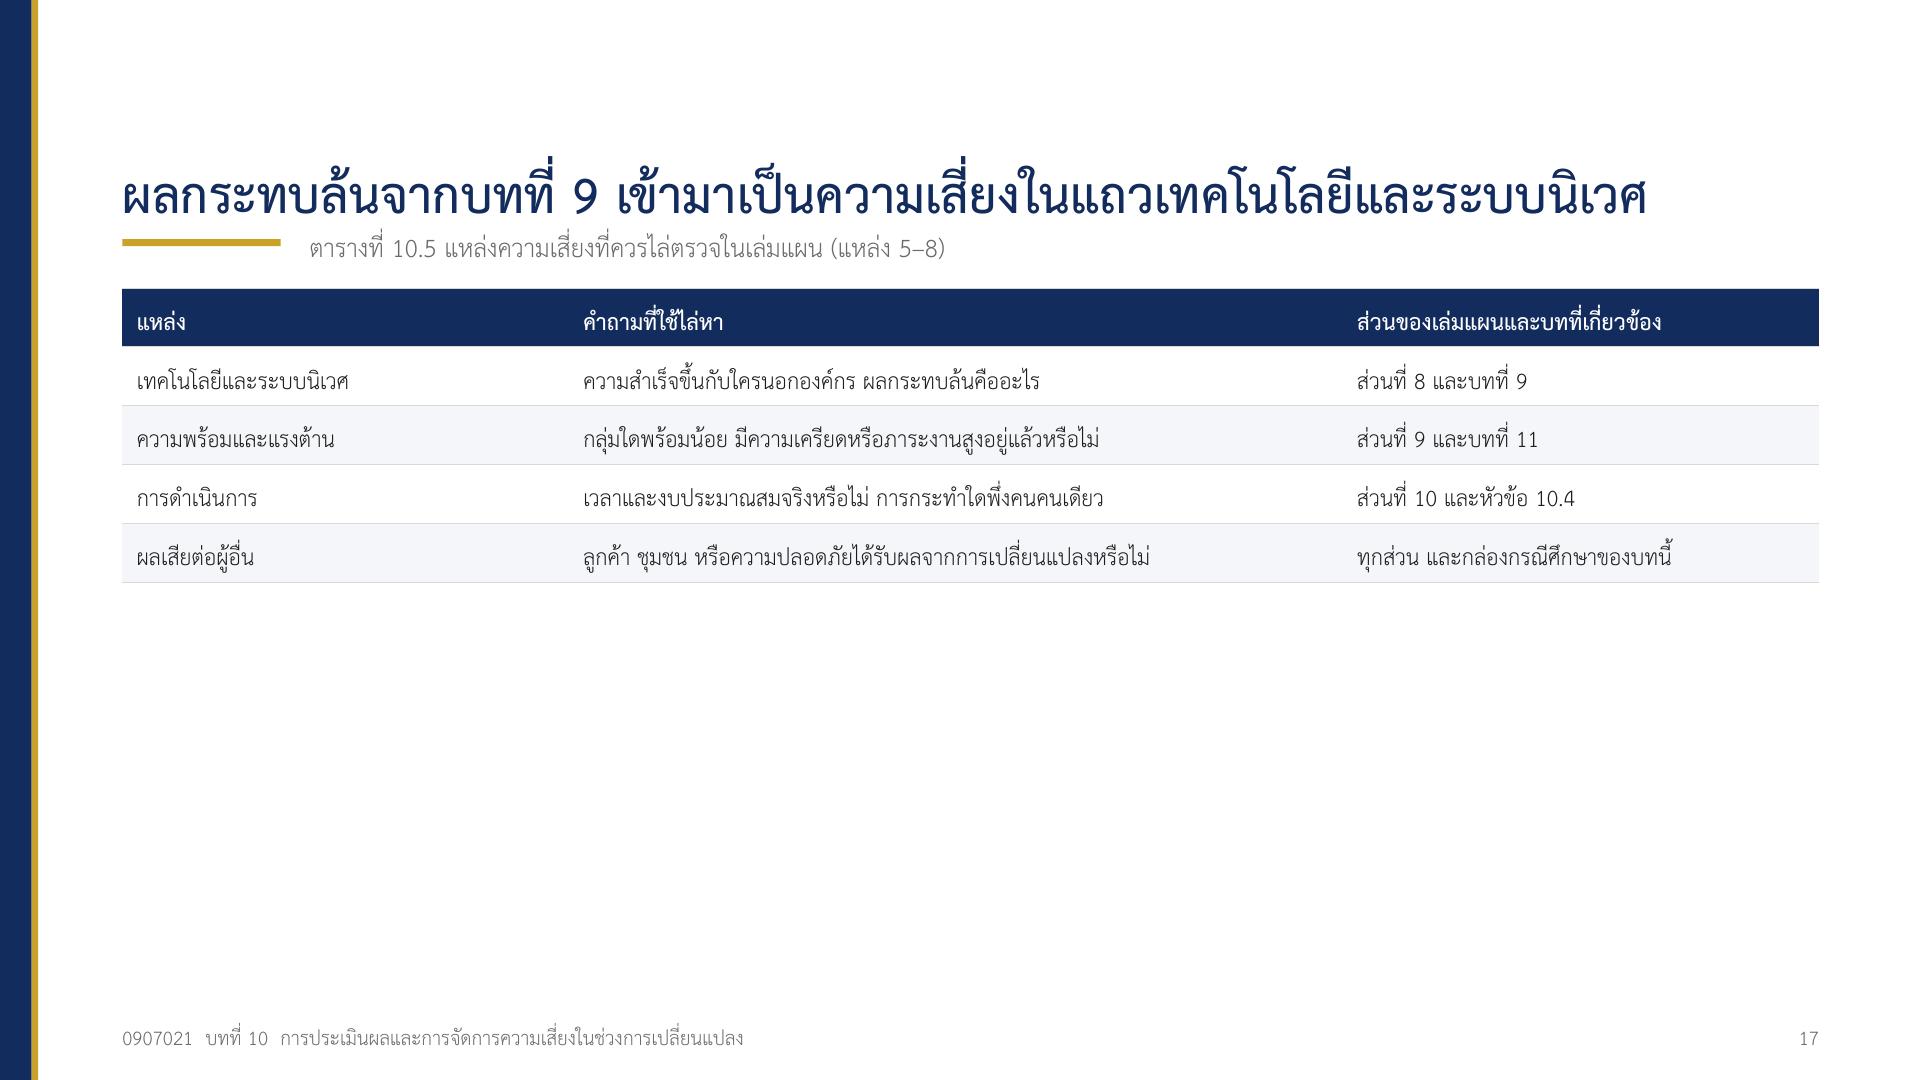 ผลกระทบล้นจากบทที่ 9 เข้ามาเป็นความเสี่ยงในแถวเทคโนโลยีและระบบนิเวศ
ตารางที่ 10.5 แหล่งความเสี่ยงที่ควรไล่ตรวจในเล่มแผน (แหล่ง 5–8)
แหล่ง คำถามที่ใช้ไล่หา ส่วนของเล่มแผนและบทที่เกี่ยวข้อง
เทคโนโลยีและระบบนิเวศ ความสำเร็จขึ้นกับใครนอกองค์กร ผลกระทบล้นคืออะไร ส่วนที่ 8 และบทที่ 9
ความพร้อมและแรงต้าน กลุ่มใดพร้อมน้อย มีความเครียดหรือภาระงานสูงอยู่แล้วหรือไม่ ส่วนที่ 9 และบทที่ 11
การดำเนินการ เวลาและงบประมาณสมจริงหรือไม่ การกระทำใดพึ่งคนคนเดียว ส่วนที่ 10 และหัวข้อ 10.4
ผลเสียต่อผู้อื่น ลูกค้า ชุมชน หรือความปลอดภัยได้รับผลจากการเปลี่ยนแปลงหรือไม่ ทุกส่วน และกล่องกรณีศึกษาของบทนี้
0907021 บทที่ 10 การประเมินผลและการจัดการความเสี่ยงในช่วงการเปลี่ยนแปลง 17